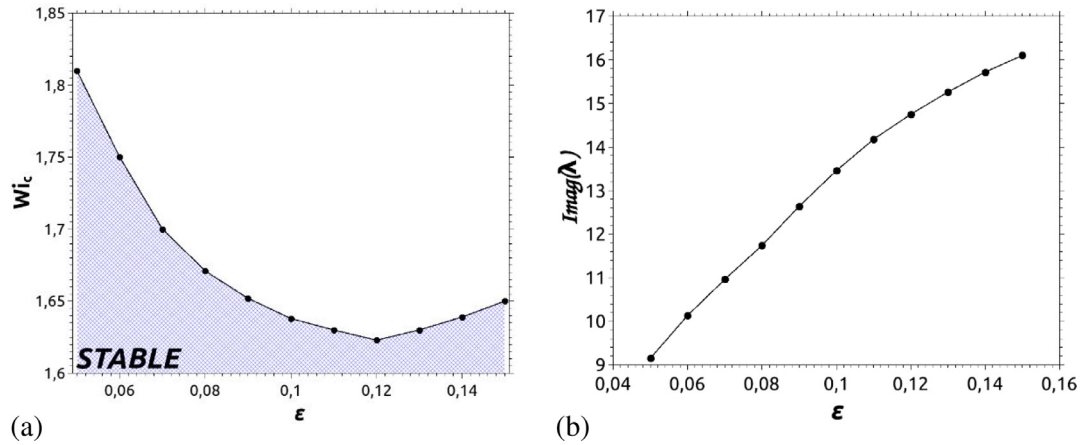 1,85
1,8
1,75
1,7
1,65
1,6
Wi_c
STABLE
0,06 0,08 0,1 0,12 0,14
ε
(a)
17
16
15
14
13
12
11
10
9
Imag(λ)
0,04 0,06 0,08 0,1 0,12 0,14 0,16
ε
(b)